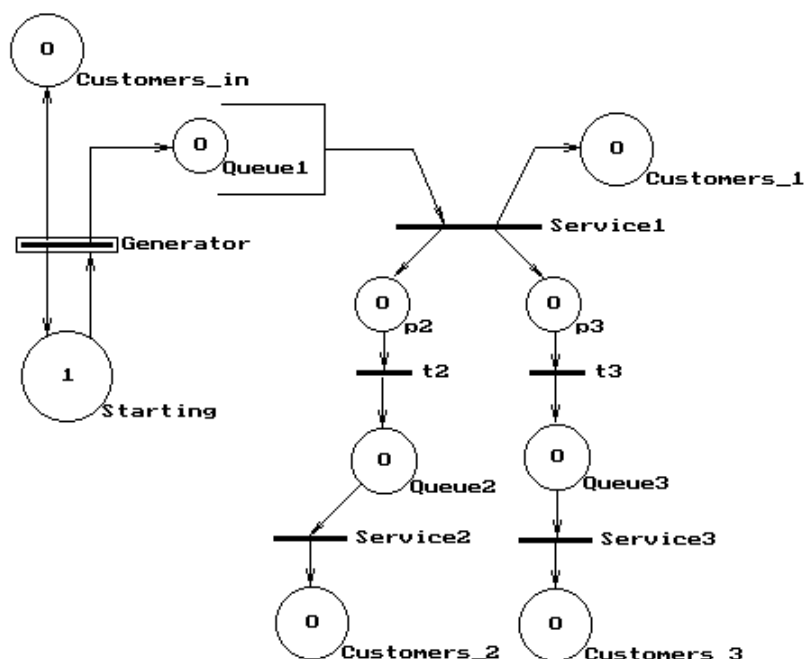 0
Customers_in
0
Queue1
0
Customers_1
Service1
Generator
0
p2
0
p3
1
Starting
t2
t3
0
Queue2
0
Queue3
Service2
Service3
0
Customers_2
0
Customers_3